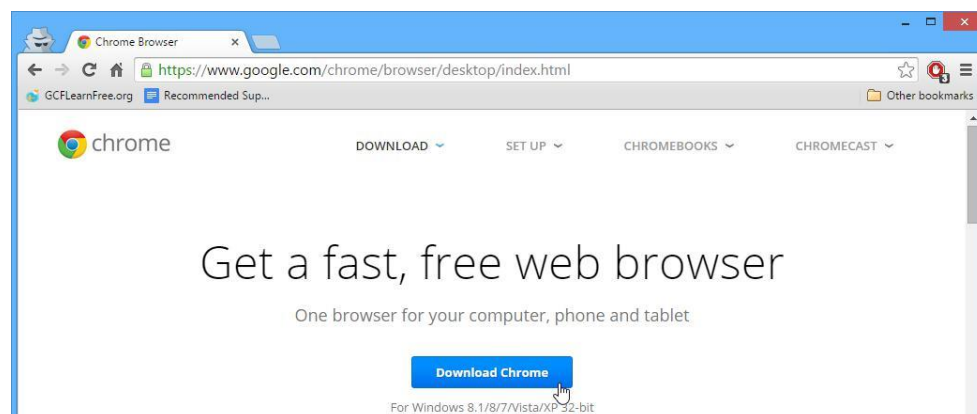 Chrome Browser
https://www.google.com/chrome/browser/desktop/index.html
3
GCFLearnFree.org Recommended Sup... Other bookmarks
chrome DOWNLOAD SET UP CHROMEBOOKS CHROMECAST
Get a fast, free web browser
One browser for your computer, phone and tablet
Download Chrome
For Windows 8.1/8/7/Vista/XP 32-bit